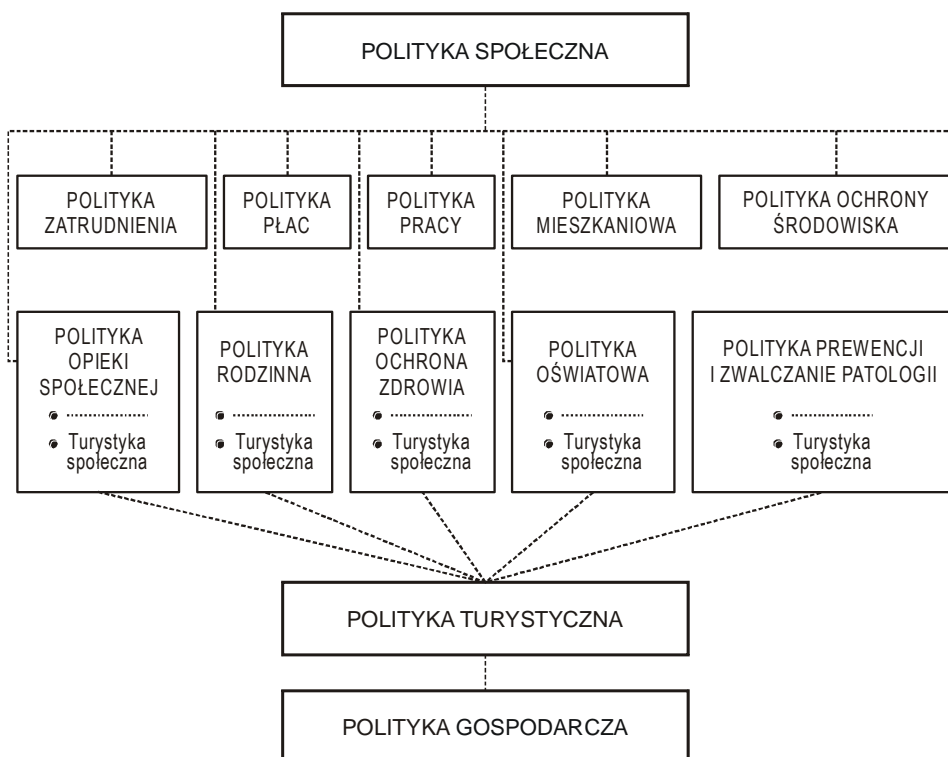 POLITYKA SPOŁECZNA
POLITYKA
ZATRUDNIENIA
POLITYKA
PŁAC
POLITYKA
PRACY
POLITYKA
MIESZKANIOWA
POLITYKA OCHRONY
ŚRODOWISKA
POLITYKA
OPIEKI
SPOŁECZNEJ
Turystyka
społeczna
POLITYKA
RODZINNA
Turystyka
społeczna
POLITYKA
OCHRONA
ZDROWIA
Turystyka
społeczna
POLITYKA
OŚWIATOWA
Turystyka
społeczna
POLITYKA PREWENCJI
I ZWALCZANIE PATOLOGII
Turystyka
społeczna
POLITYKA TURYSTYCZNA
POLITYKA GOSPODARCZA